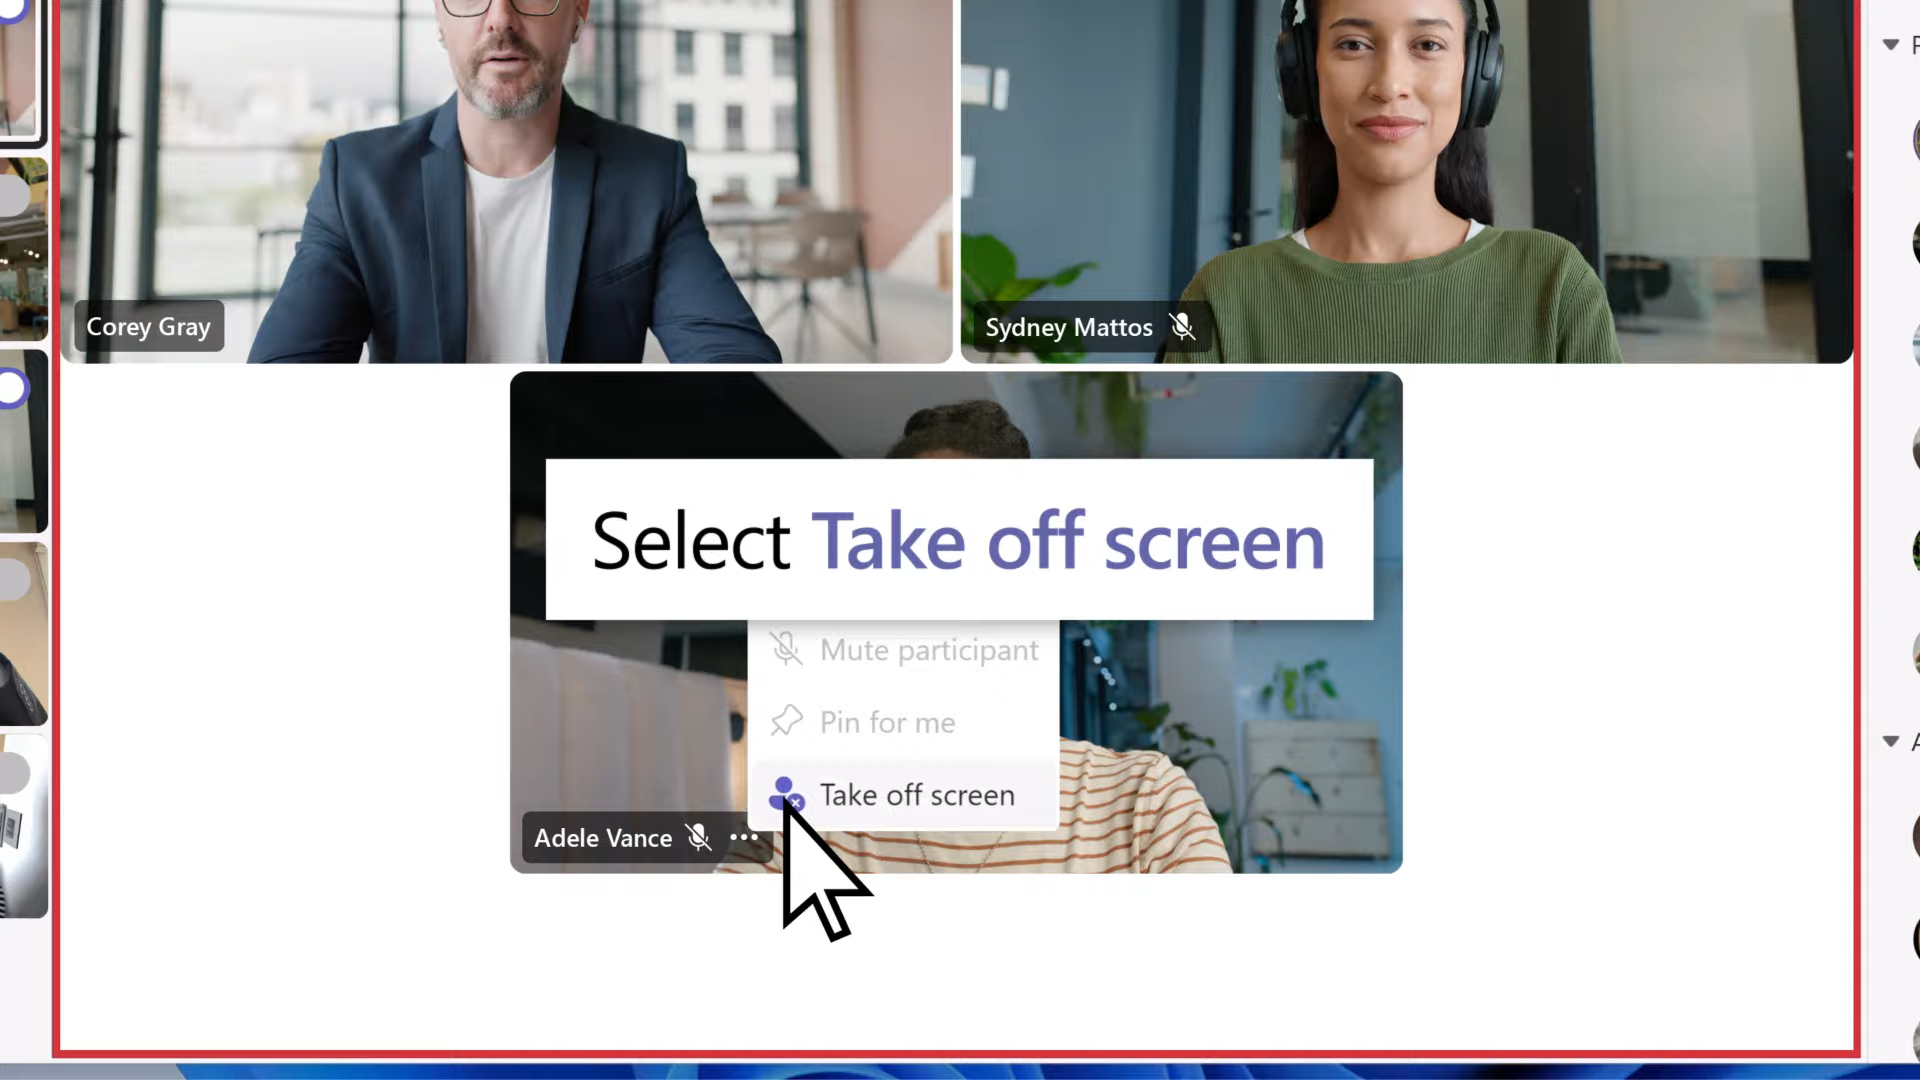 Corey Gray
Sydney Mattos
Select Take off screen
Mute participant
Pin for me
Take off screen
Adele Vance